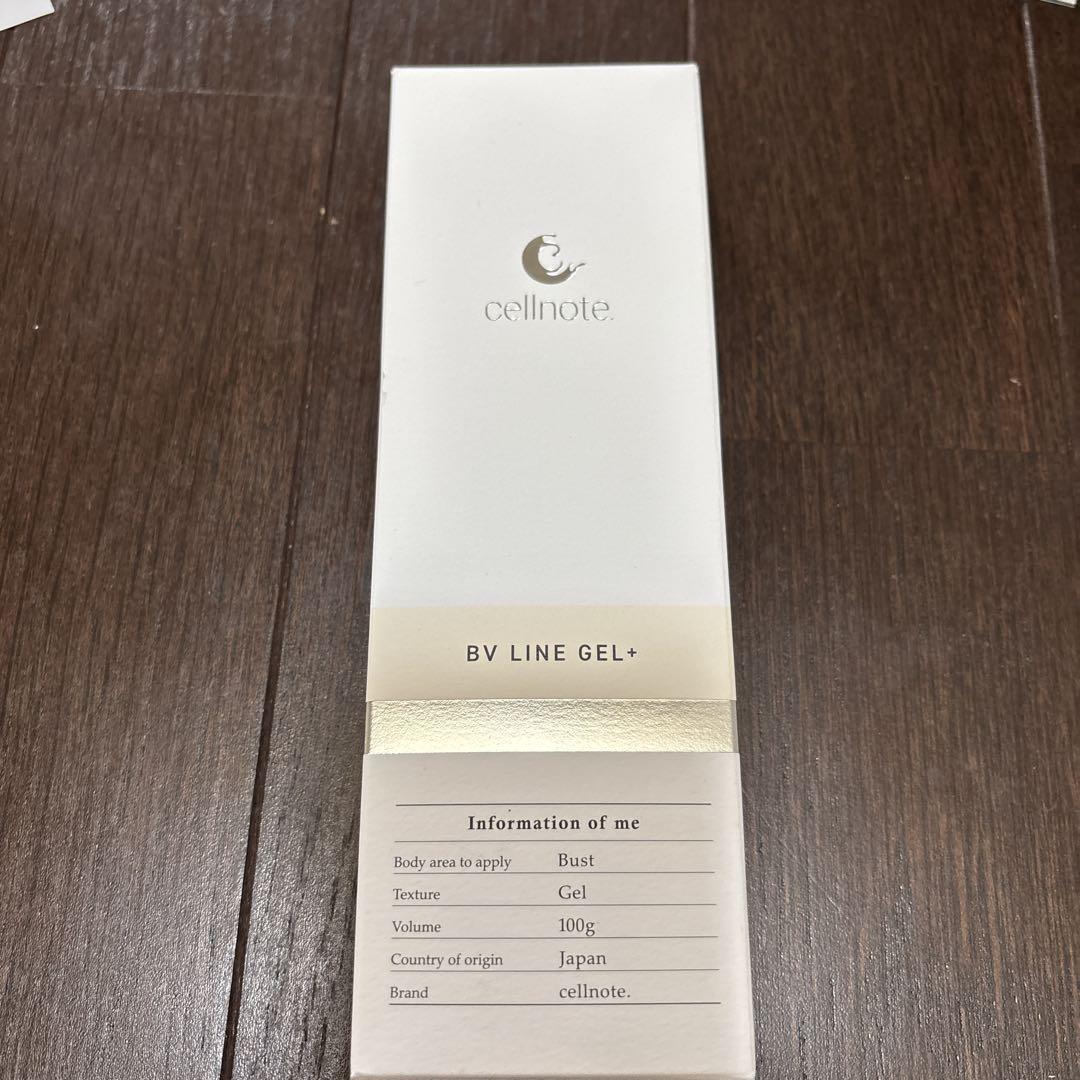 cellnote.
BV LINE GEL+
Information of me
Body area to apply Bust
Texture Gel
Volume 100g
Country of origin Japan
Brand cellnote.